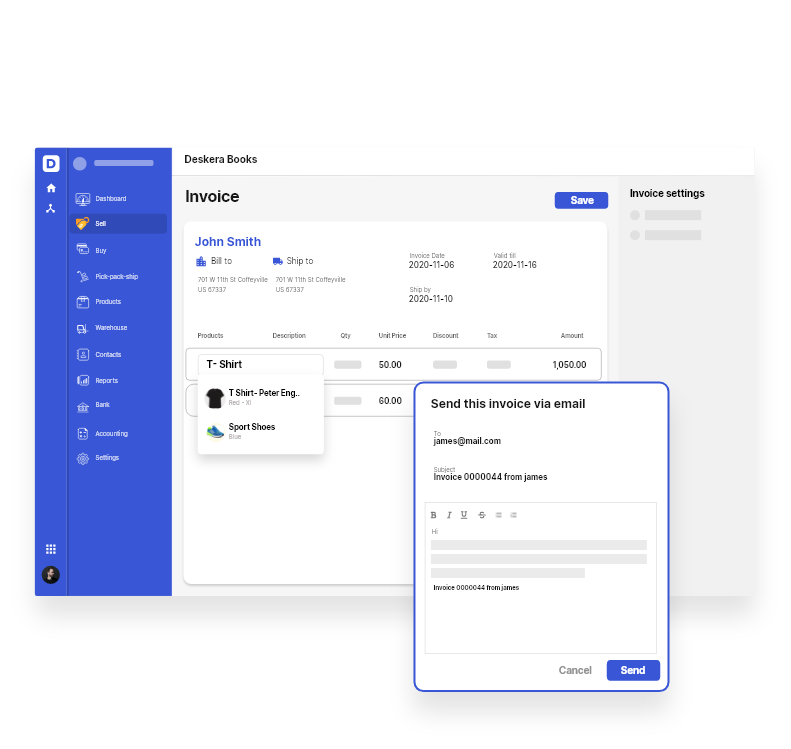 D
Deskera Books
Dashboard
Sell
Buy
Pick-pack-ship
Products
Warehouse
Contacts
Reports
Bank
Accounting
Settings
Invoice
Save
Invoice settings
John Smith
Bill to
Ship to
701 W 11th St Coffeyville
US 67337
701 W 11th St Coffeyville
US 67337
Invoice Date
2020-11-06
Valid till
2020-11-16
Ship by
2020-11-10
Products Description Qty Unit Price Discount Tax Amount
T- Shirt 50.00 1,050.00
T Shirt- Peter Eng..
Red - Xl
60.00
Sport Shoes
Blue
Send this invoice via email
To
james@mail.com
Subject
Invoice 0000044 from james
B I U S
Hi
Invoice 0000044 from james
Cancel Send